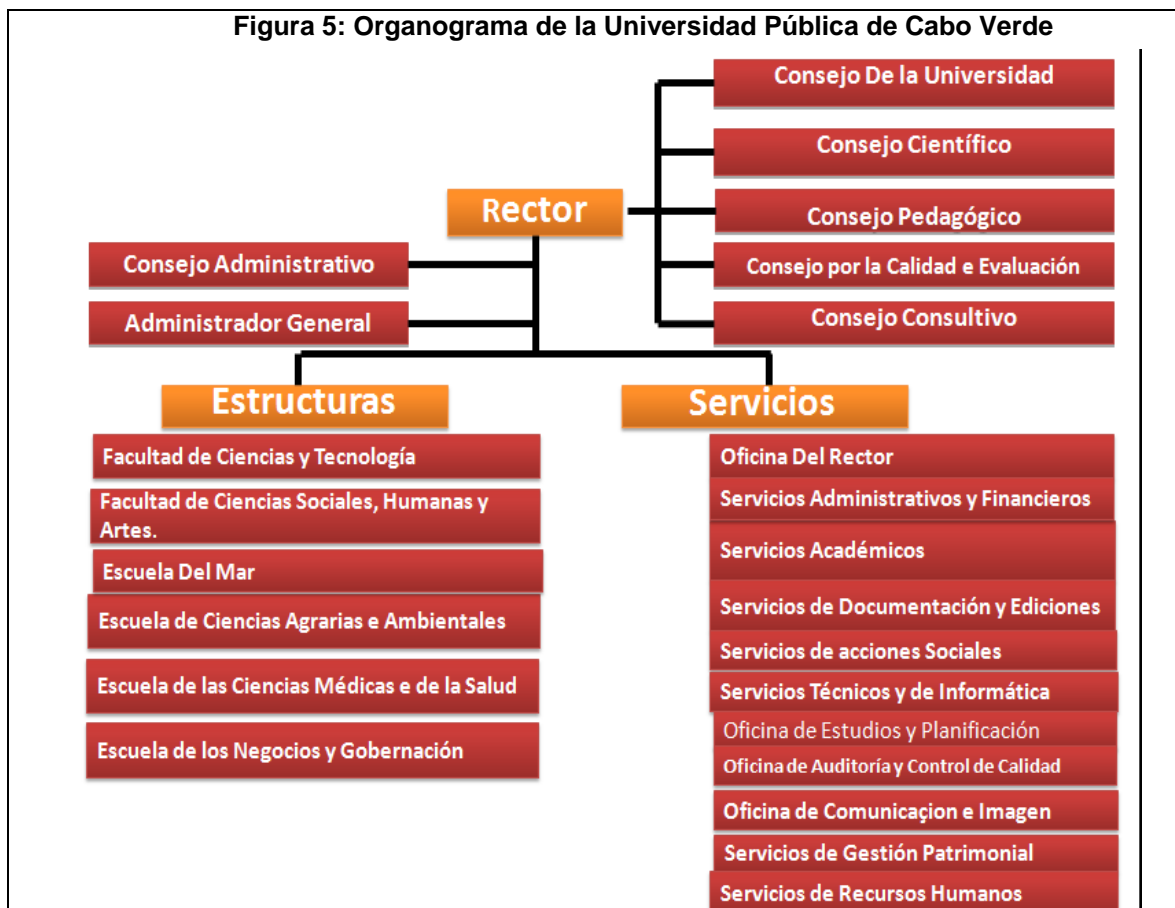 Figura 5: Organograma de la Universidad Pública de Cabo Verde
Consejo De la Universidad
Consejo Científico
Rector
Consejo Pedagógico
Consejo Administrativo
Consejo por la Calidad e Evaluación
Administrador General
Consejo Consultivo
Estructuras
Facultad de Ciencias y Tecnología
Facultad de Ciencias Sociales, Humanas y
Artes.
Escuela Del Mar
Escuela de Ciencias Agrarias e Ambientales
Escuela de las Ciencias Médicas e de la Salud
Escuela de los Negocios y Gobernación
Servicios
Oficina Del Rector
Servicios Administrativos y Financieros
Servicios Académicos
Servicios de Documentación y Ediciones
Servicios de acciones Sociales
Servicios Técnicos y de Informática
Oficina de Estudios y Planificación
Oficina de Auditoría y Control de Calidad
Oficina de Comunicaçion e Imagen
Servicios de Gestión Patrimonial
Servicios de Recursos Humanos